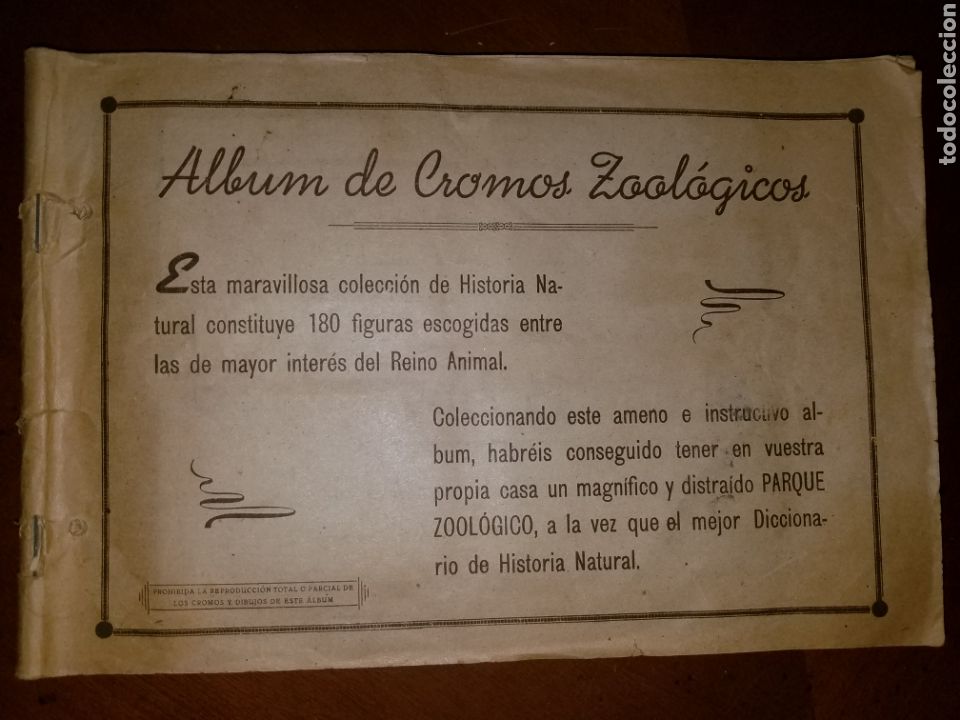 Album de Cromos Zoológicos
Esta maravillosa colección de Historia Na-
tural constituye 180 figuras escogidas entre
las de mayor interés del Reino Animal.
Coleccionando este ameno e instructivo al-
bum, habréis conseguido tener en vuestra
propia casa un magnífico y distraído PARQUE
ZOOLÓGICO, a la vez que el mejor Dicciona-
rio de Historia Natural.
PROHIBIDA LA REPRODUCCIÓN TOTAL O PARCIAL DE
LOS CROMOS Y DIBUJOS DE ESTE ÁLBUM
todocoleccion